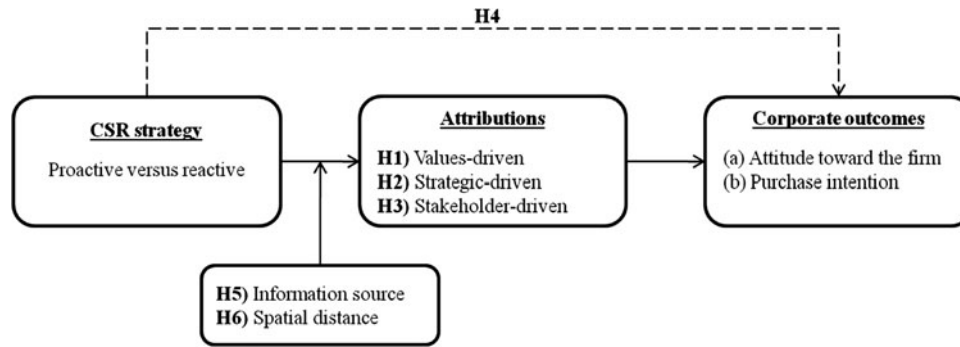 H4
CSR strategy
Proactive versus reactive
Attributions
H1) Values-driven
H2) Strategic-driven
H3) Stakeholder-driven
Corporate outcomes
(a) Attitude toward the firm
(b) Purchase intention
H5) Information source
H6) Spatial distance